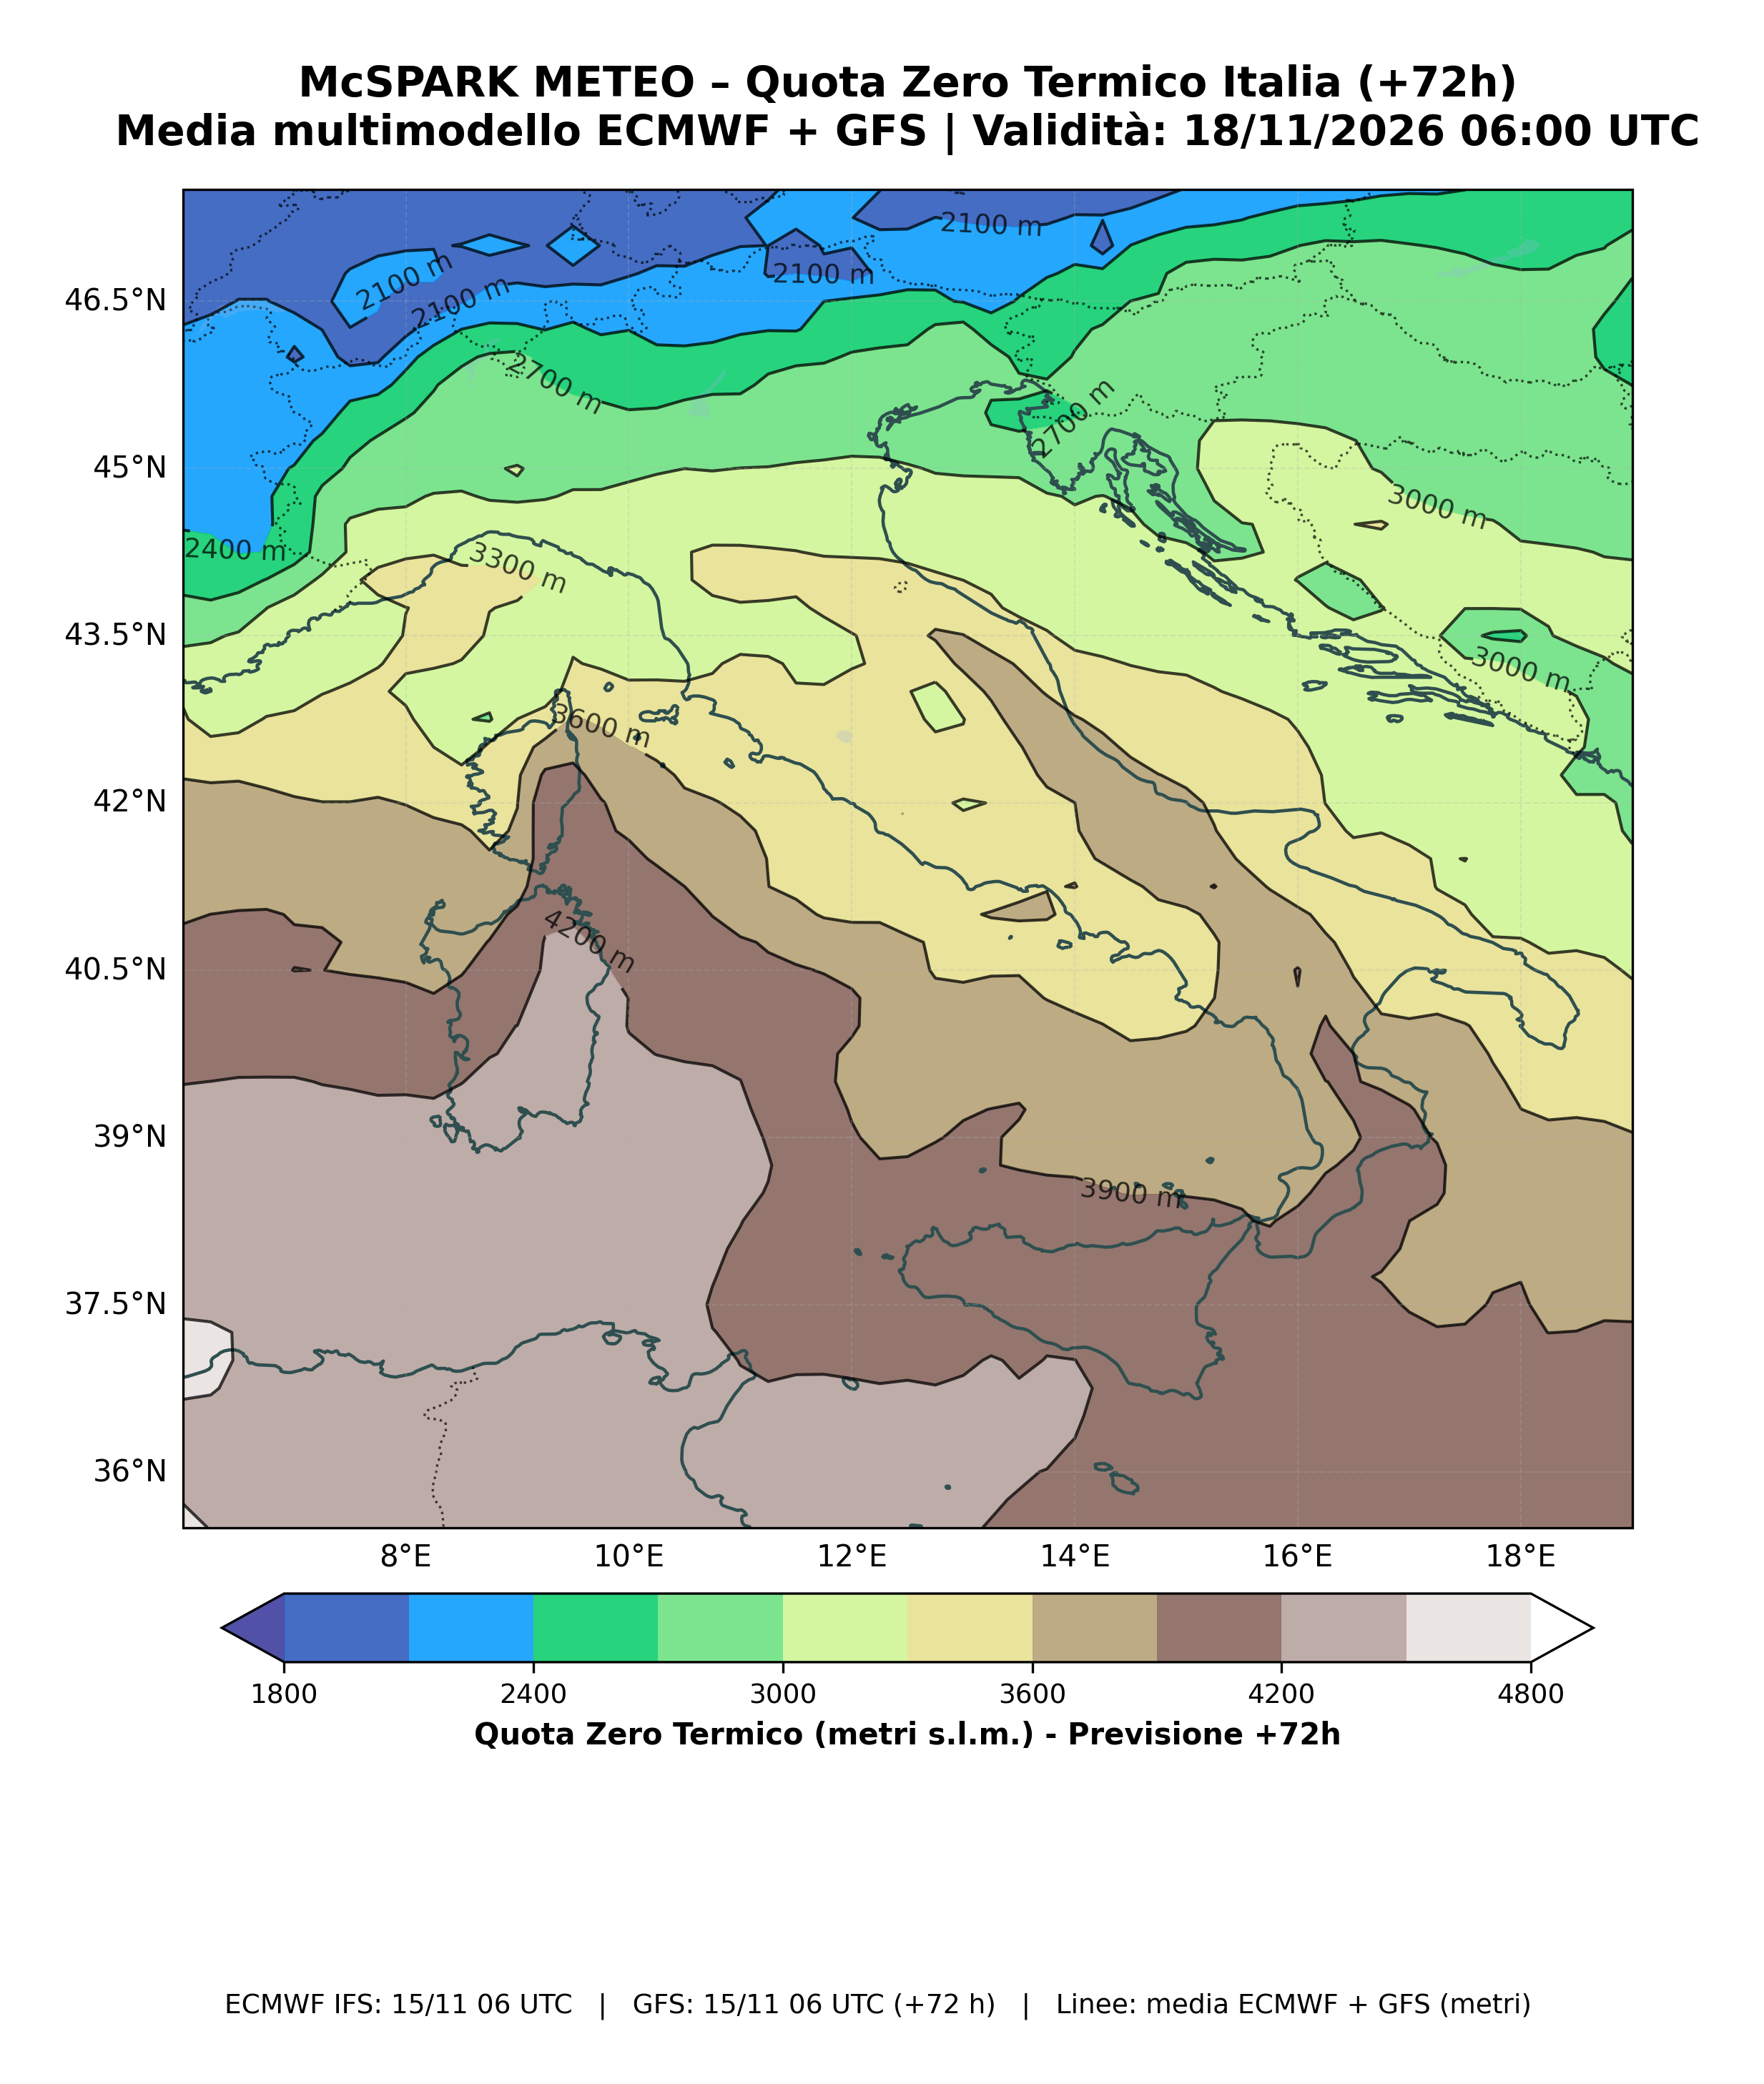 McSPARK METEO – Quota Zero Termico Italia (+72h)
Media multimodello ECMWF + GFS | Validità: 18/11/2026 06:00 UTC
2100 m
2100 m
2100 m
2100 m
46.5°N
2700 m
2700 m
45°N
3000 m
2400 m
3300 m
43.5°N
3000 m
3600 m
42°N
4200 m
40.5°N
39°N
3900 m
37.5°N
36°N
8°E
10°E
12°E
14°E
16°E
18°E
1800
2400
3000
3600
4200
4800
Quota Zero Termico (metri s.l.m.) - Previsione +72h
ECMWF IFS: 15/11 06 UTC | GFS: 15/11 06 UTC (+72 h) | Linee: media ECMWF + GFS (metri)